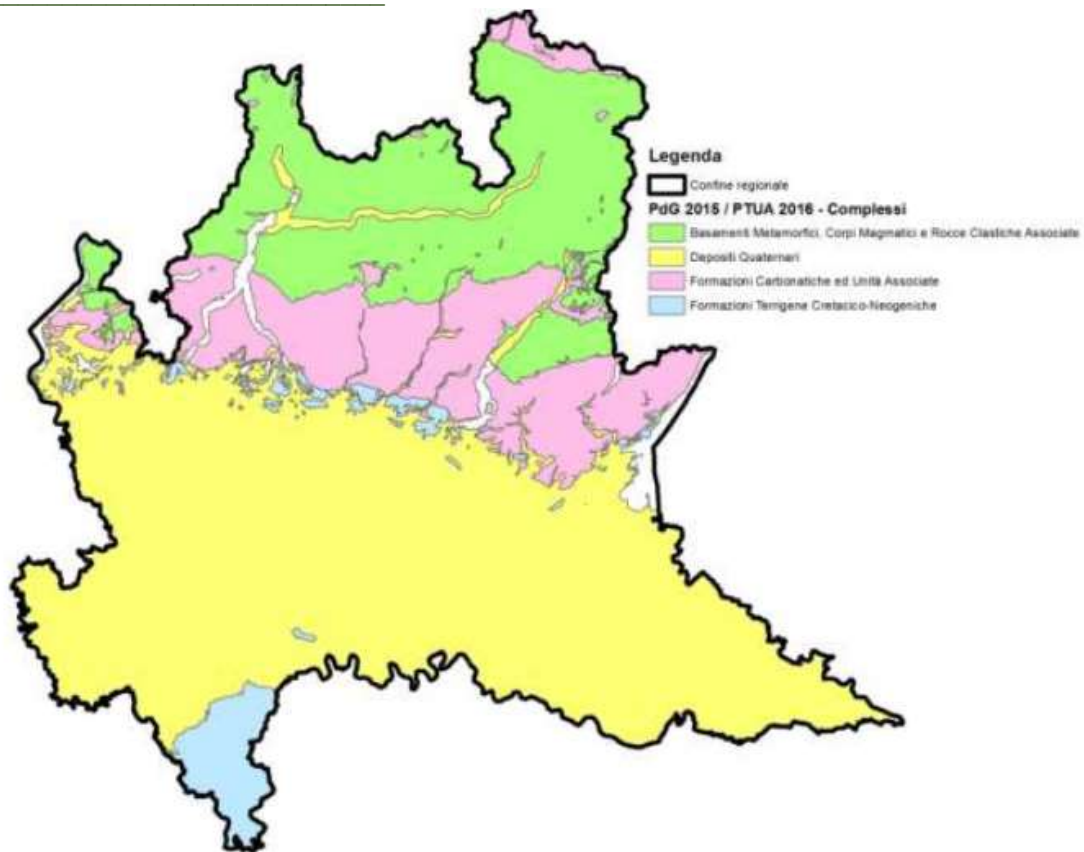 Legenda
Confine regionale
PdG 2015 / PTUA 2016 - Complessi
Basamenti Metamorfici, Corpi Magmatici e Rocce Clastiche Associate
Depositi Quaternari
Formazioni Carbonatiche ed Unità Associate
Formazioni Terrigene Cretacico-Neogeniche